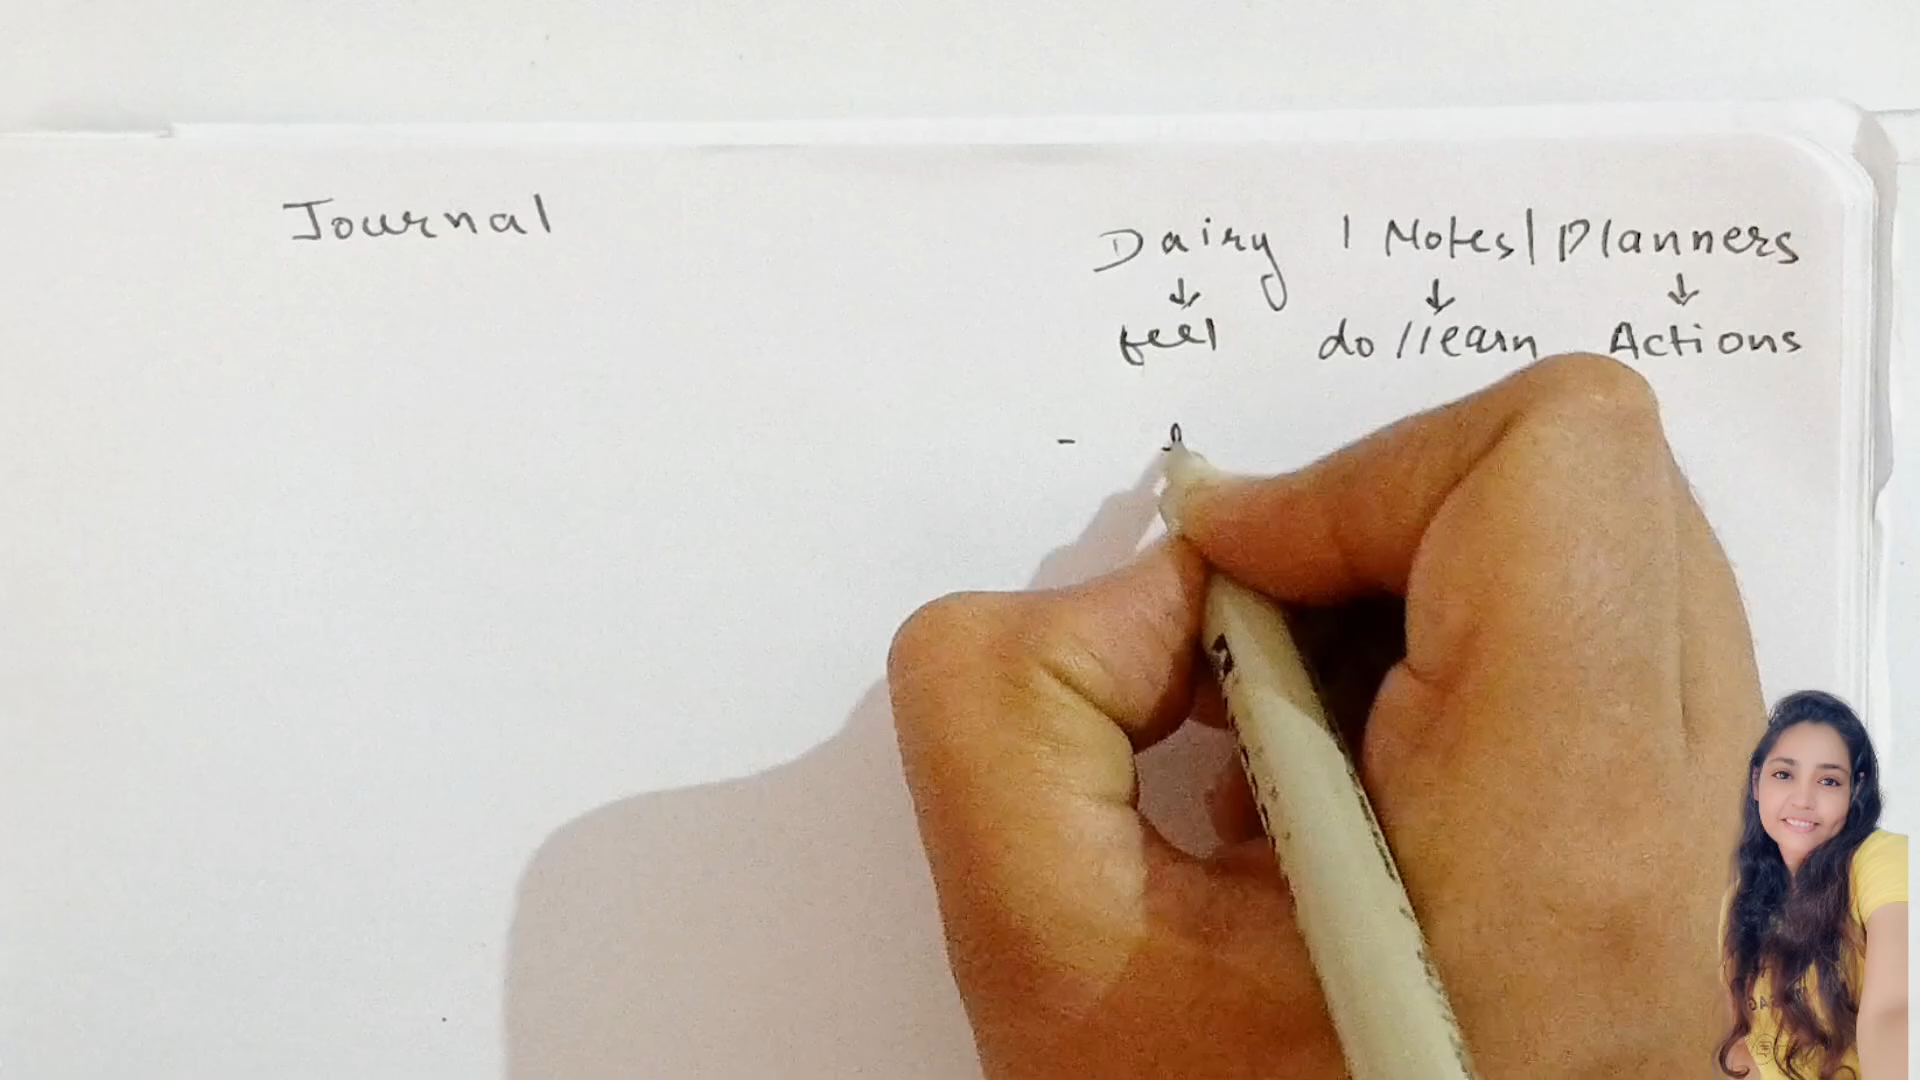 Journal
Dairy | Notes | Planners
↓ ↓ ↓
feel do / learn Actions
-